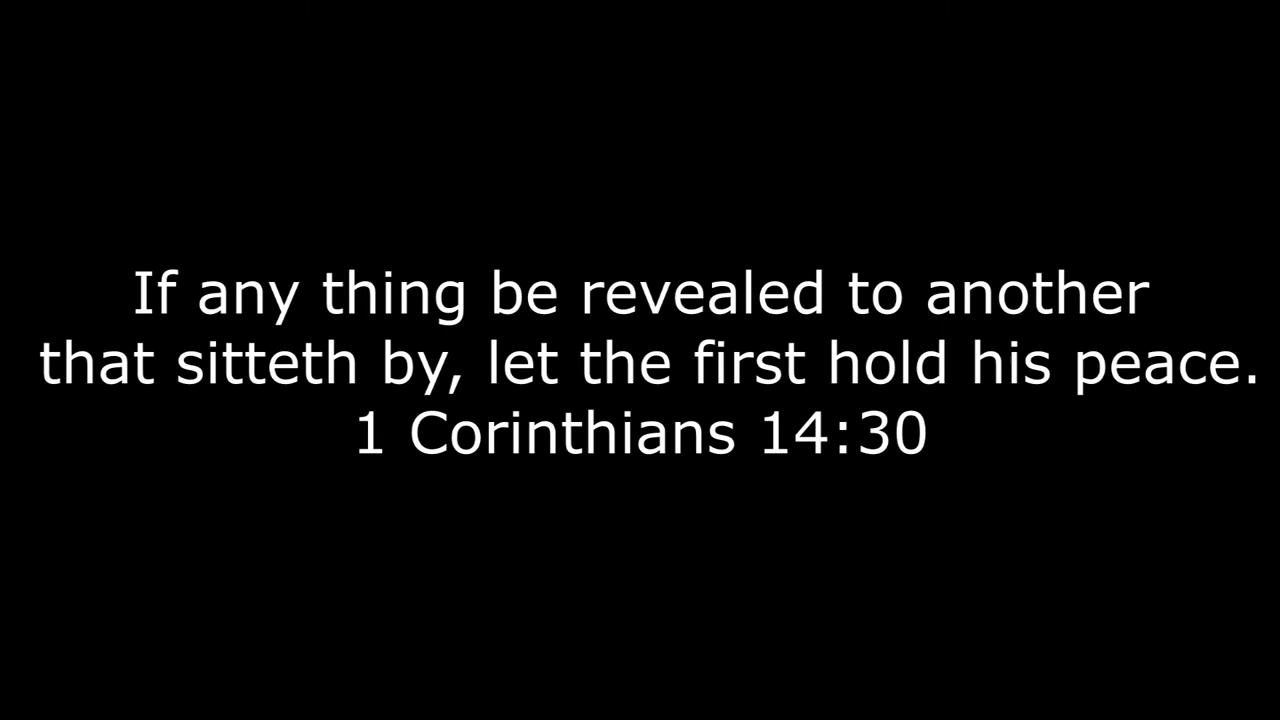 If any thing be revealed to another
that sitteth by, let the first hold his peace.
1 Corinthians 14:30